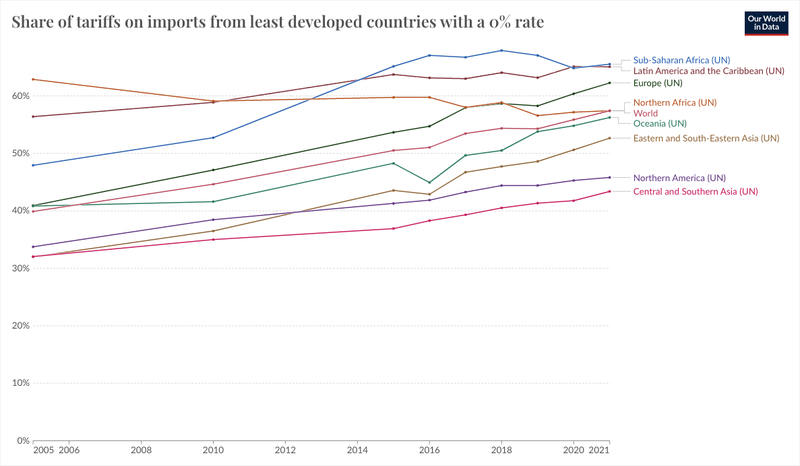 Share of tariffs on imports from least developed countries with a 0% rate
Our World
in Data
60%
50%
40%
30%
20%
10%
0%
2005 2006 2008 2010 2012 2014 2016 2018 2020 2021
Sub-Saharan Africa (UN)
Latin America and the Caribbean (UN)
Europe (UN)
Northern Africa (UN)
World
Oceania (UN)
Eastern and South-Eastern Asia (UN)
Northern America (UN)
Central and Southern Asia (UN)